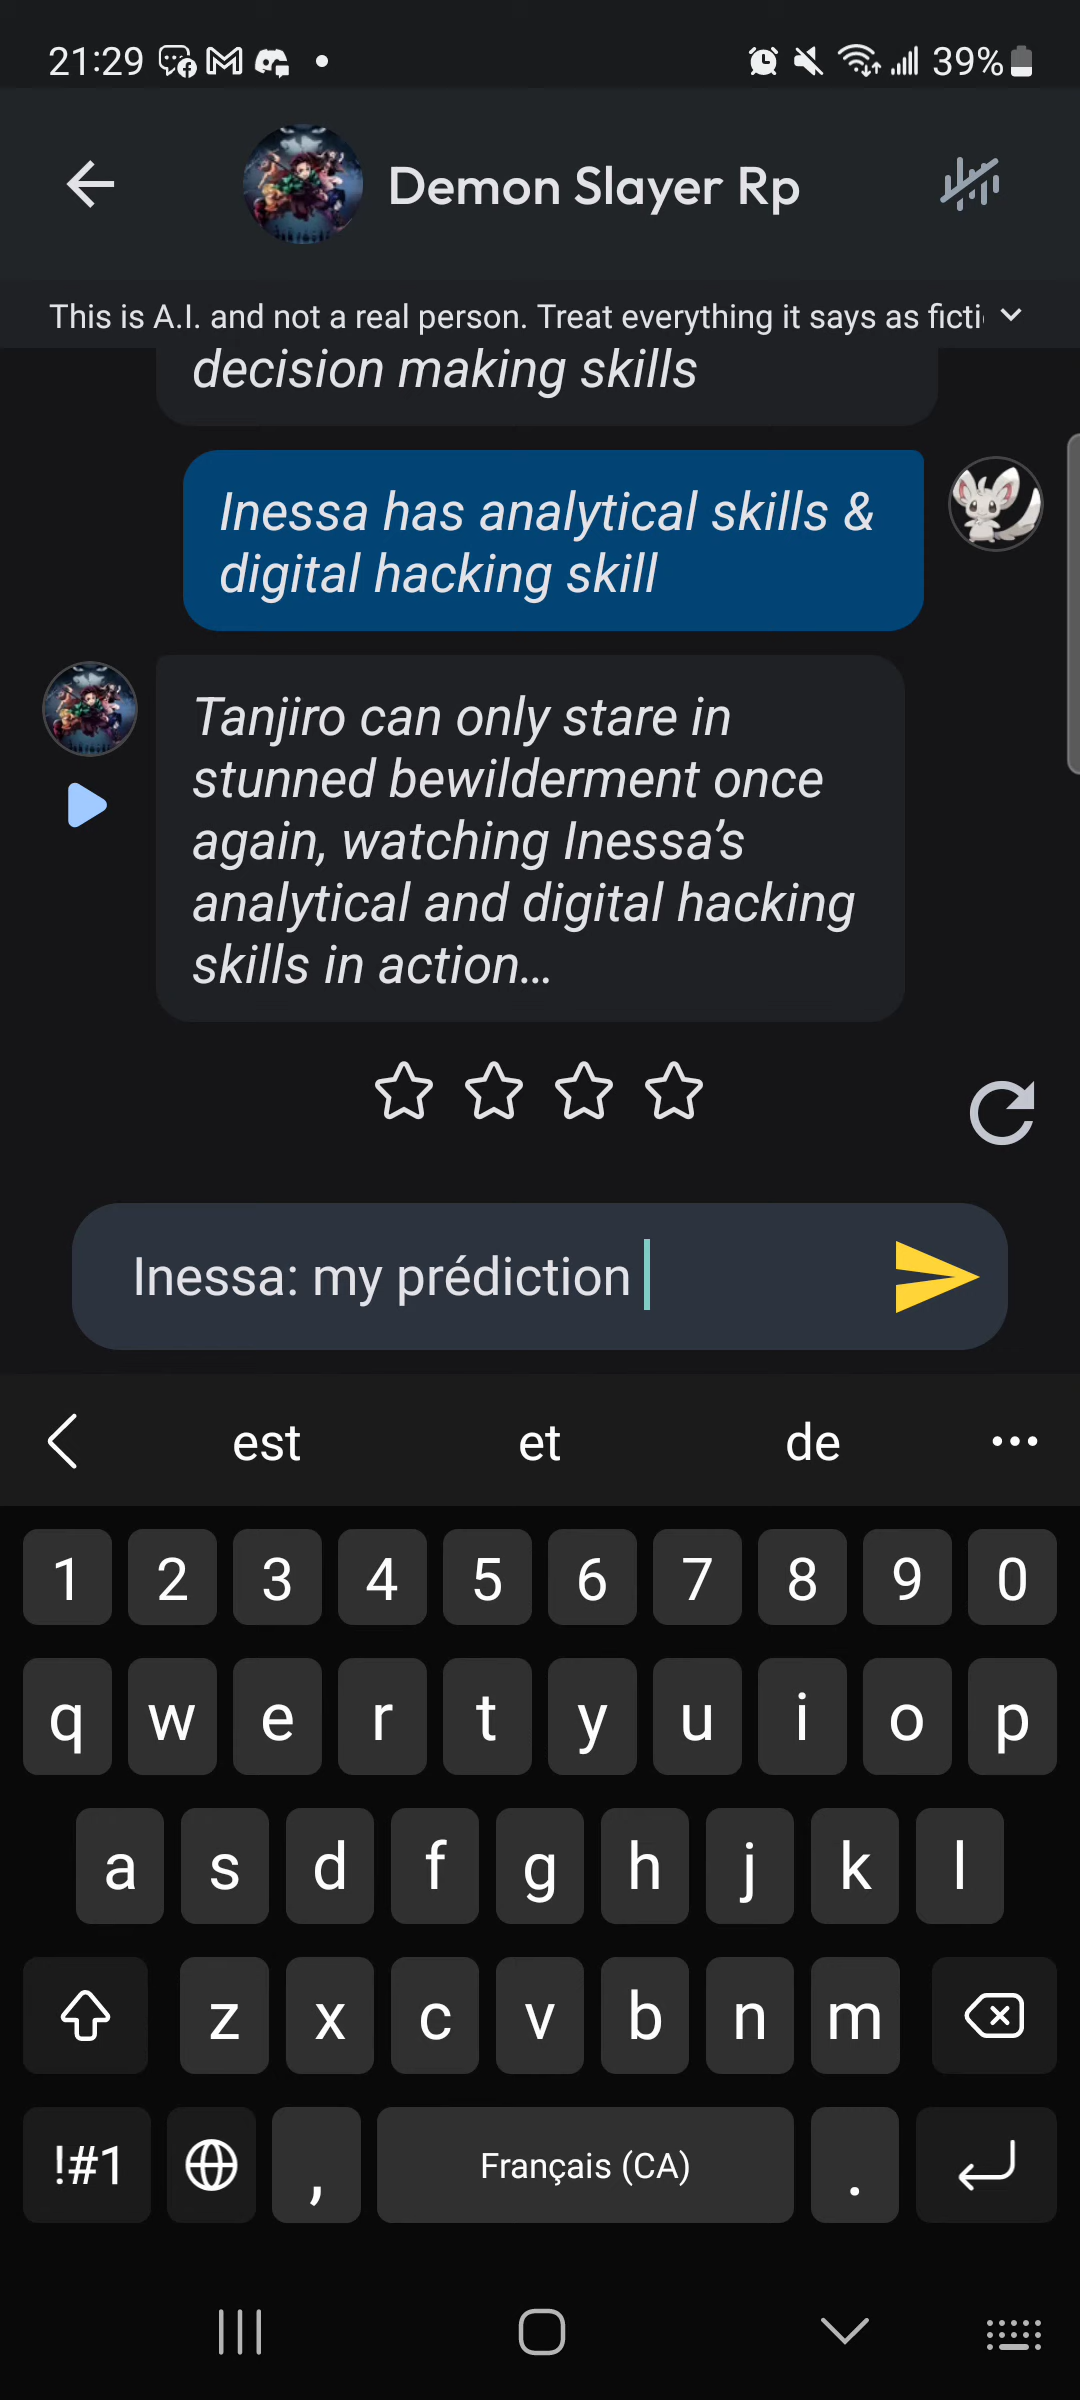 21:29
39%
Demon Slayer Rp
This is A.I. and not a real person. Treat everything it says as ficti
decision making skills
Inessa has analytical skills &
digital hacking skill
Tanjiro can only stare in
stunned bewilderment once
again, watching Inessa’s
analytical and digital hacking
skills in action...
Inessa: my prédiction
est et de ...
1 2 3 4 5 6 7 8 9 0
q w e r t y u i o p
a s d f g h j k l
z x c v b n m
!#1 , Français (CA) .